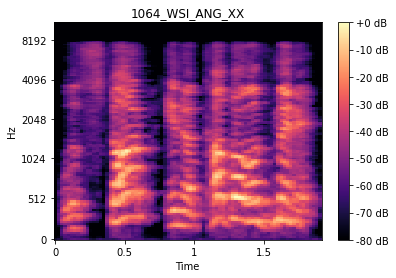 1064_WSI_ANG_XX
+0 dB
8192
-10 dB
4096
-20 dB
-30 dB
2048
-40 dB
Hz
1024
-50 dB
512
-60 dB
-70 dB
0
-80 dB
0 0.5 1 1.5
Time